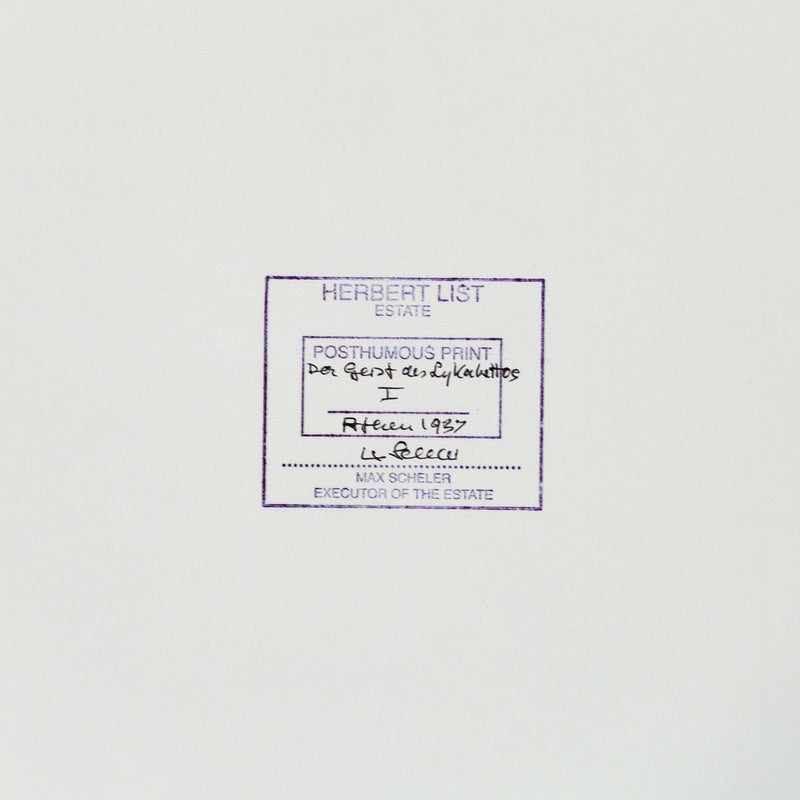 HERBERT LIST
ESTATE
POSTHUMOUS PRINT
Der Geist des Lykabettos
I
Athen 1937
MAX SCHELER
EXECUTOR OF THE ESTATE